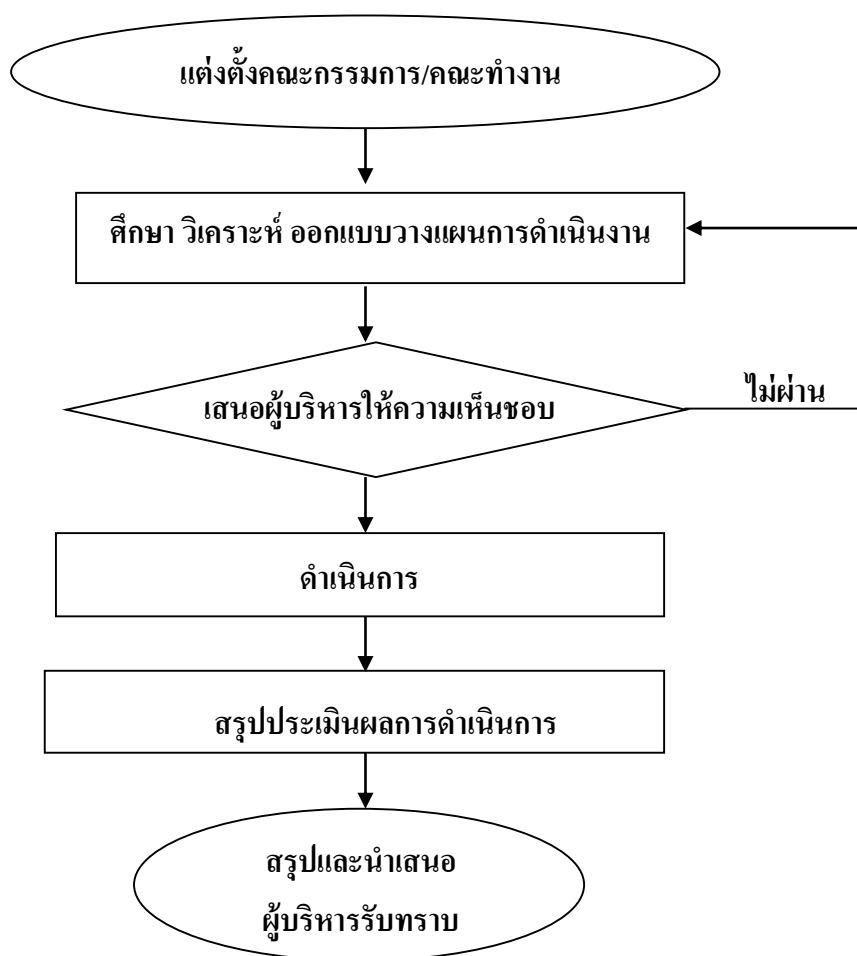 แต่งตั้งคณะกรรมการ/คณะทำงาน
ศึกษา วิเคราะห์ ออกแบบวางแผนการดำเนินงาน
เสนอผู้บริหารให้ความเห็นชอบ
ไม่ผ่าน
ดำเนินการ
สรุปประเมินผลการดำเนินการ
สรุปและนำเสนอ
ผู้บริหารรับทราบ